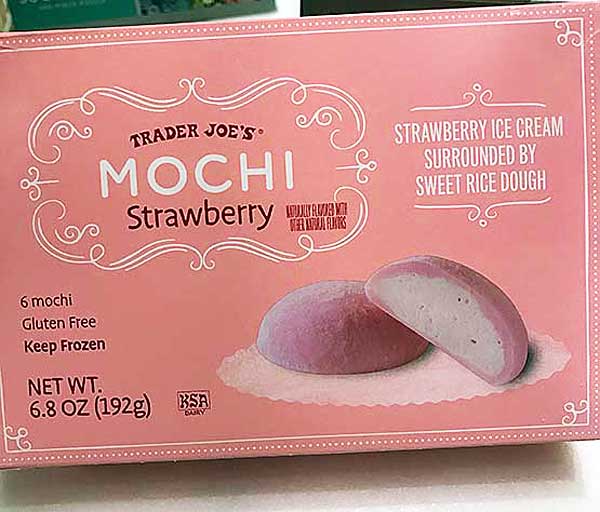 TRADER JOE'S®
MOCHI
Strawberry
NATURALLY FLAVORED WITH
OTHER NATURAL FLAVORS
STRAWBERRY ICE CREAM
SURROUNDED BY
SWEET RICE DOUGH
6 mochi
Gluten Free
Keep Frozen
NET WT.
6.8 OZ (192g)
KSA
DAIRY